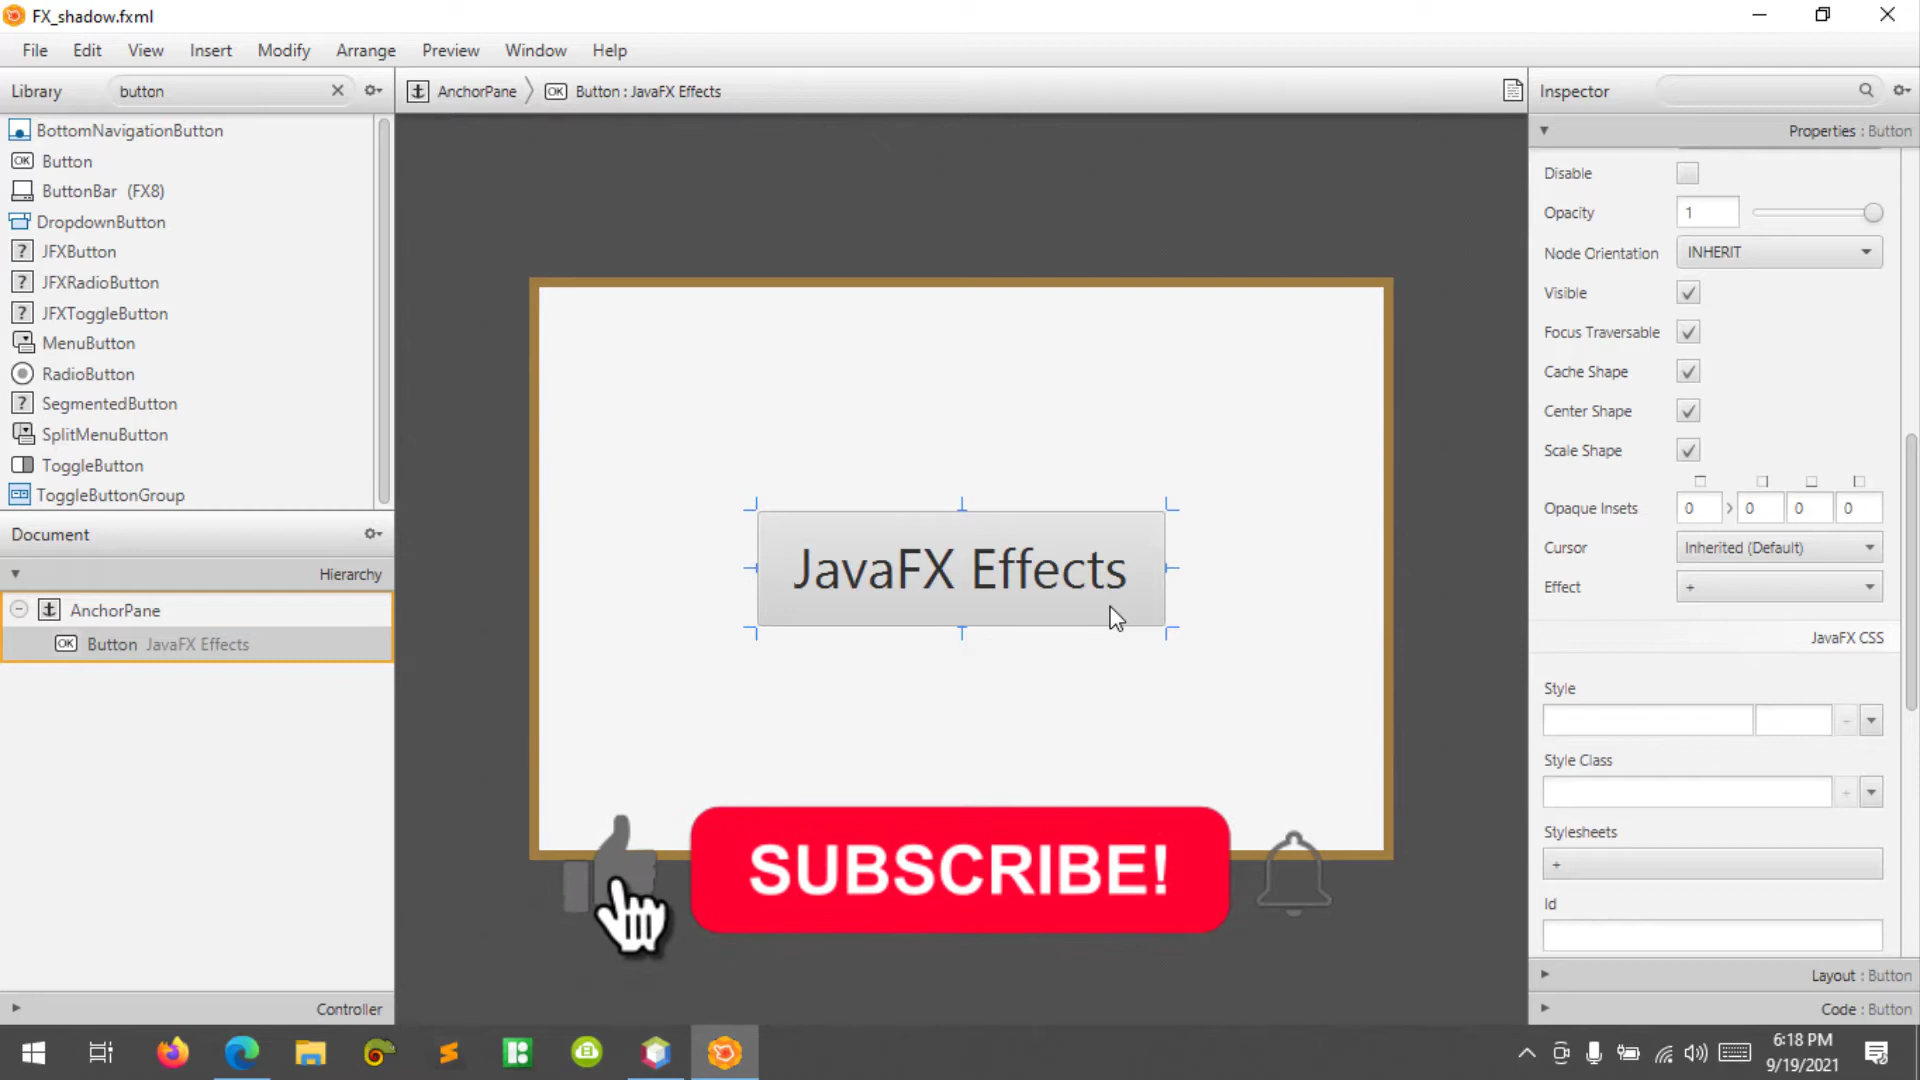 FX_shadow.fxml
File Edit View Insert Modify Arrange Preview Window Help
Library button
AnchorPane Button : JavaFX Effects
Inspector
BottomNavigationButton
Button
ButtonBar (FX8)
DropdownButton
JFXButton
JFXRadioButton
JFXToggleButton
MenuButton
RadioButton
SegmentedButton
SplitMenuButton
ToggleButton
ToggleButtonGroup
Document
Hierarchy
AnchorPane
OK Button JavaFX Effects
Controller
JavaFX Effects
SUBSCRIBE!
Properties : Button
Disable
Opacity 1
Node Orientation INHERIT
Visible
Focus Traversable
Cache Shape
Center Shape
Scale Shape
Opaque Insets 0 0 0 0
Cursor Inherited (Default)
Effect +
JavaFX CSS
Style
Style Class
Stylesheets
+
Id
Layout : Button
Code : Button
6:18 PM
9/19/2021